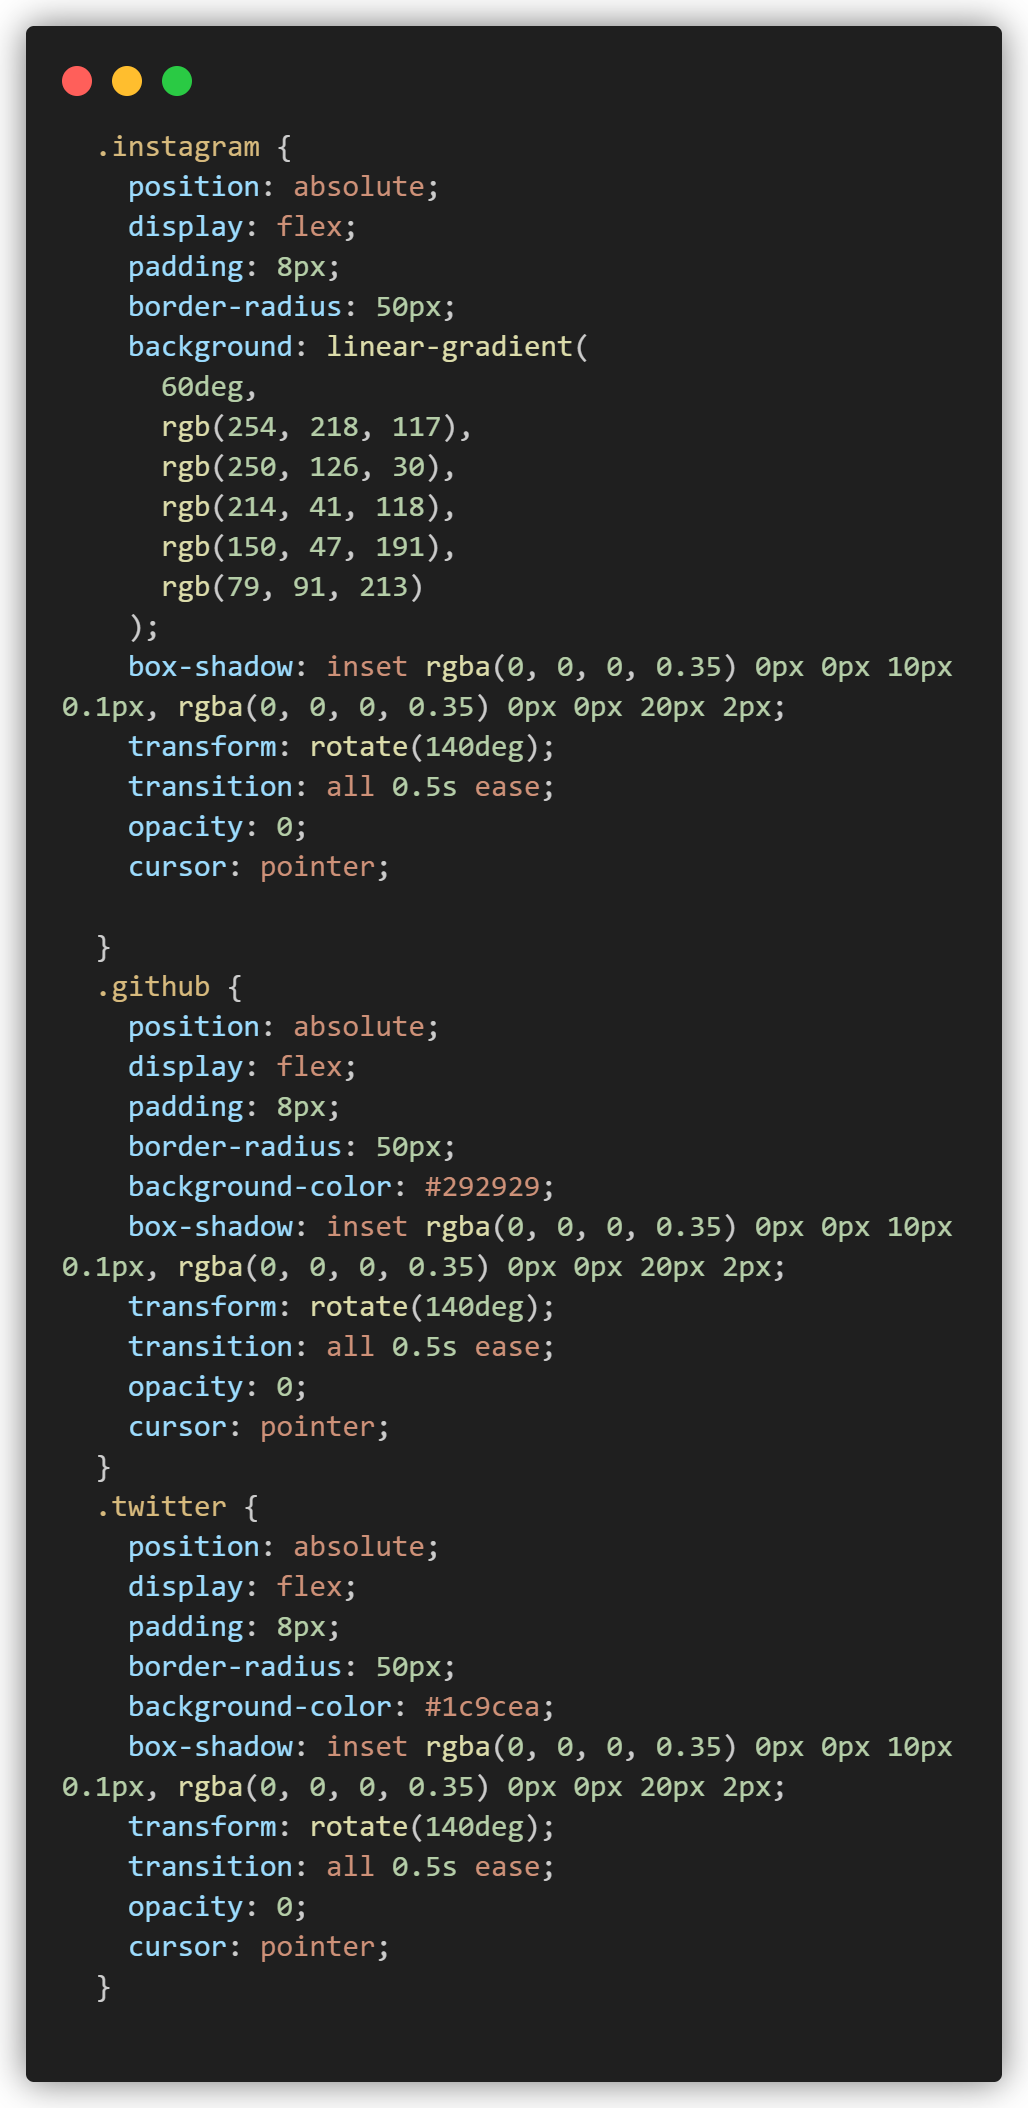 .instagram {
position: absolute;
display: flex;
padding: 8px;
border-radius: 50px;
background: linear-gradient(
60deg,
rgb(254, 218, 117),
rgb(250, 126, 30),
rgb(214, 41, 118),
rgb(150, 47, 191),
rgb(79, 91, 213)
);
box-shadow: inset rgba(0, 0, 0, 0.35) 0px 0px 10px
0.1px, rgba(0, 0, 0, 0.35) 0px 0px 20px 2px;
transform: rotate(140deg);
transition: all 0.5s ease;
opacity: 0;
cursor: pointer;
}
.github {
position: absolute;
display: flex;
padding: 8px;
border-radius: 50px;
background-color: #292929;
box-shadow: inset rgba(0, 0, 0, 0.35) 0px 0px 10px
0.1px, rgba(0, 0, 0, 0.35) 0px 0px 20px 2px;
transform: rotate(140deg);
transition: all 0.5s ease;
opacity: 0;
cursor: pointer;
}
.twitter {
position: absolute;
display: flex;
padding: 8px;
border-radius: 50px;
background-color: #1c9cea;
box-shadow: inset rgba(0, 0, 0, 0.35) 0px 0px 10px
0.1px, rgba(0, 0, 0, 0.35) 0px 0px 20px 2px;
transform: rotate(140deg);
transition: all 0.5s ease;
opacity: 0;
cursor: pointer;
}